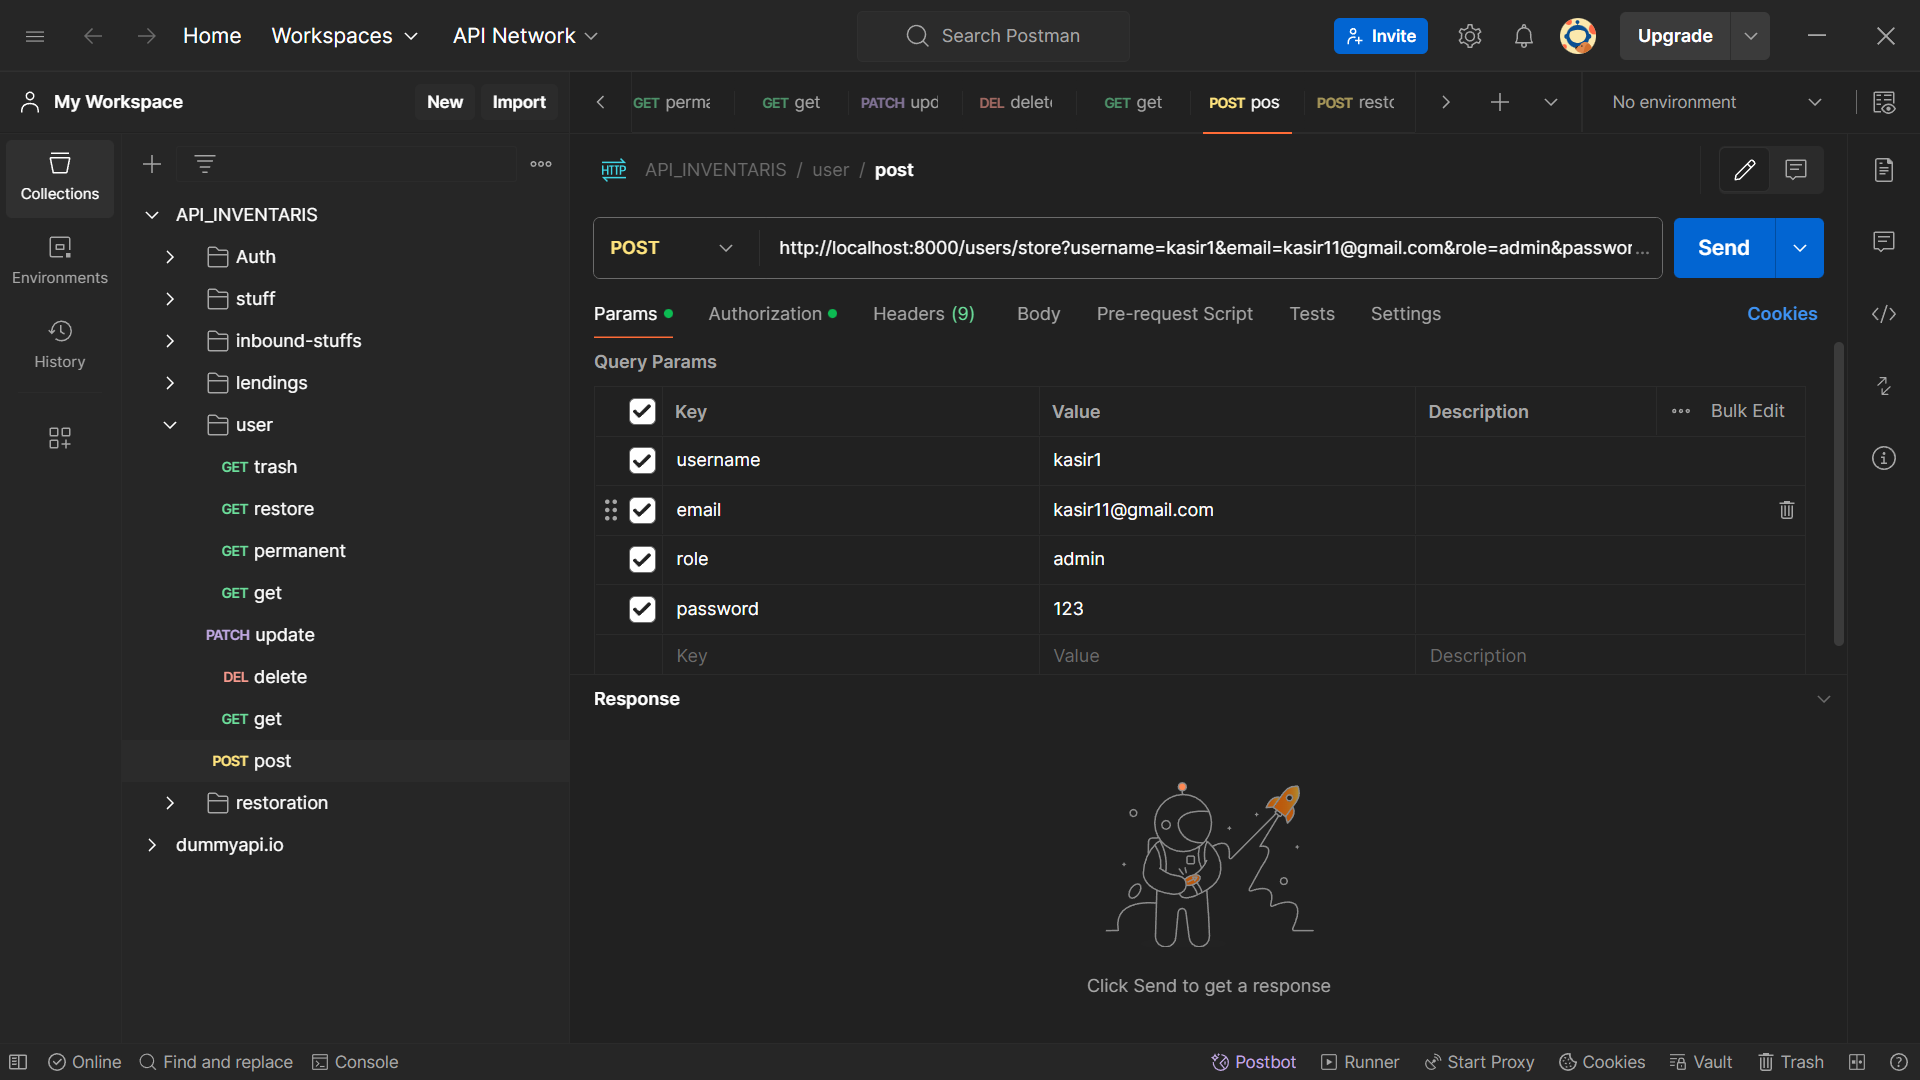 Home
Workspaces
API Network
Search Postman
Invite
Upgrade
My Workspace
New
Import
GET perma
GET get
PATCH upd
DEL delete
GET get
POST pos
POST resto
No environment
Collections
Environments
History
API_INVENTARIS
Auth
stuff
inbound-stuffs
lendings
user
GET trash
GET restore
GET permanent
GET get
PATCH update
DEL delete
GET get
POST post
restoration
dummyapi.io
HTTP
API_INVENTARIS / user / post
POST
http://localhost:8000/users/store?username=kasir1&email=kasir11@gmail.com&role=admin&passwor...
Send
Params
Authorization
Headers (9)
Body
Pre-request Script
Tests
Settings
Cookies
Query Params
Key Value Description
Bulk Edit
username kasir1
email kasir11@gmail.com
role admin
password 123
Key Value Description
Response
Click Send to get a response
Online
Find and replace
Console
Postbot
Runner
Start Proxy
Cookies
Vault
Trash